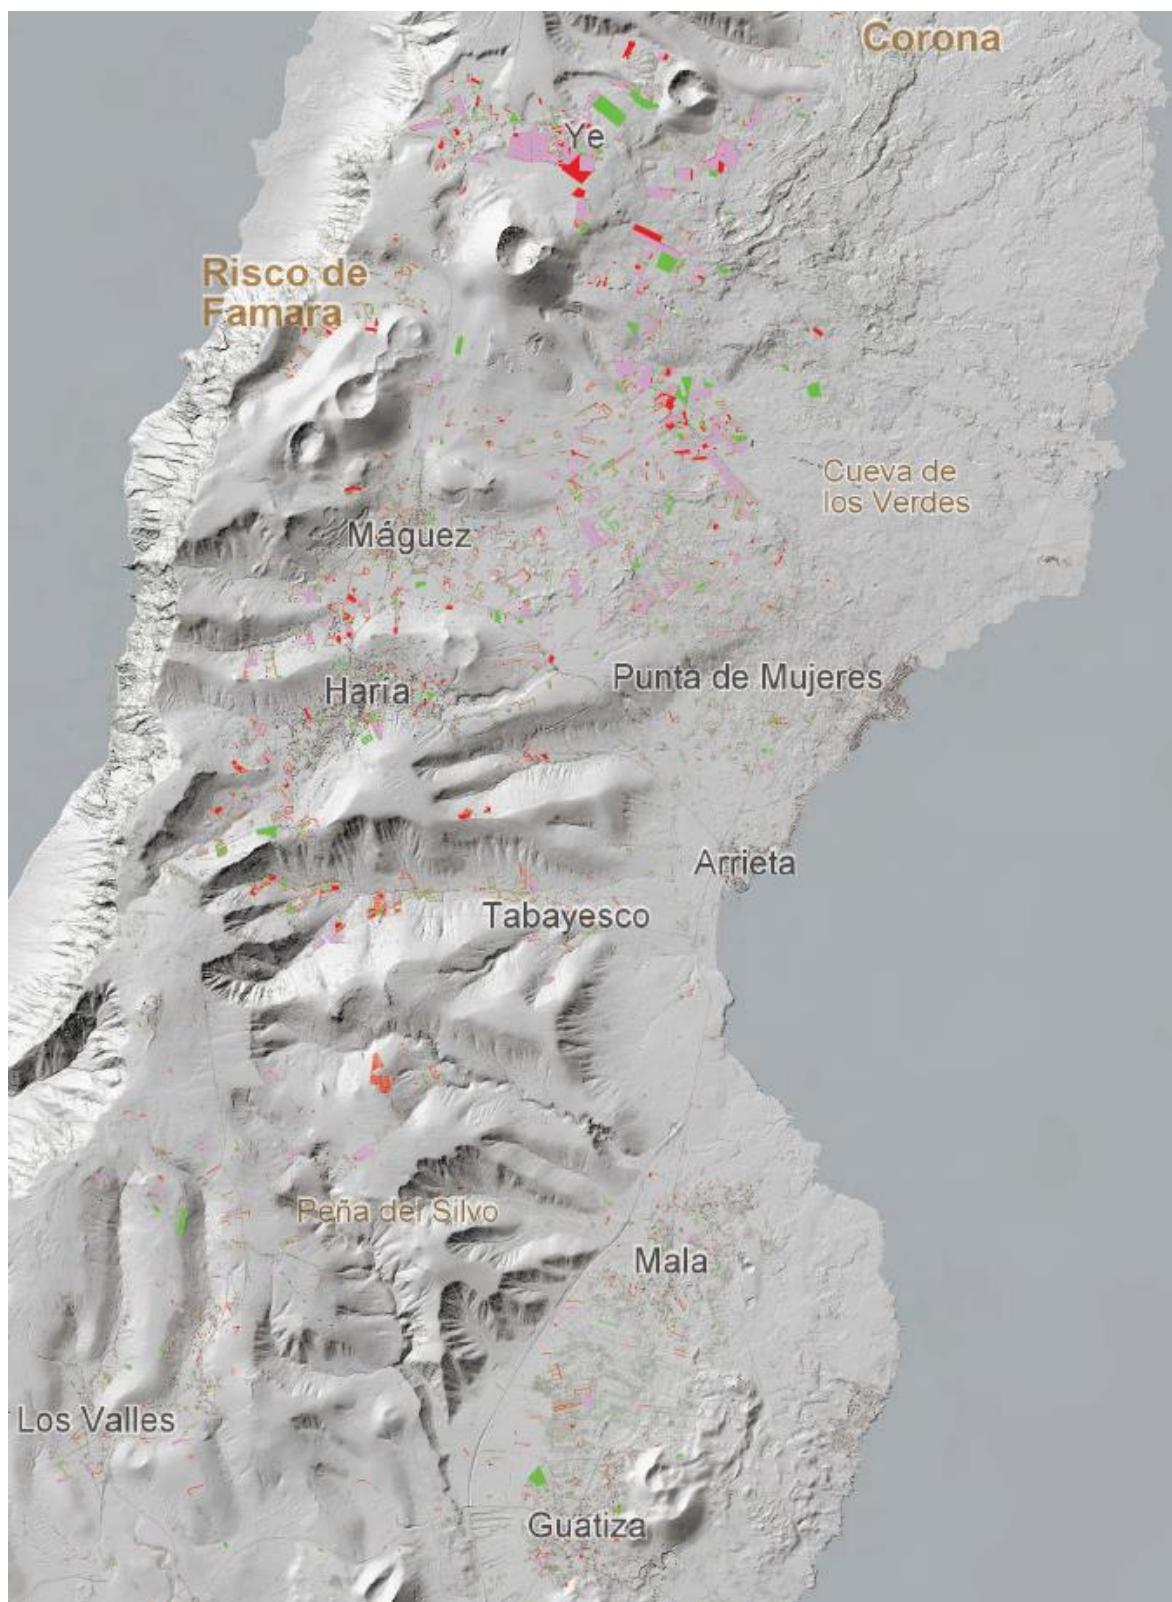 Corona
Ye
Risco de
Famara
Cueva de
los Verdes
Máguez
Punta de Mujeres
Haría
Arrieta
Tabayesco
Peña del Silvo
Mala
Los Valles
Guatiza